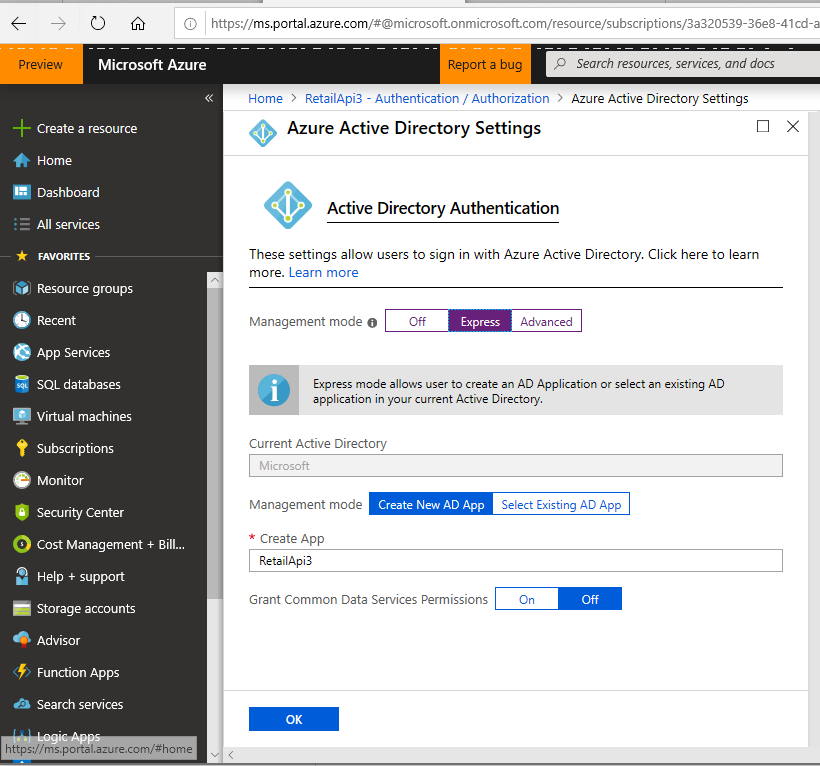 https://ms.portal.azure.com/#@microsoft.onmicrosoft.com/resource/subscriptions/3a320539-36e8-41cd-a
Preview
Microsoft Azure
Report a bug
Search resources, services, and docs
«
Home > RetailApi3 - Authentication / Authorization > Azure Active Directory Settings
Azure Active Directory Settings
Create a resource
Home
Dashboard
All services
FAVORITES
Resource groups
Recent
App Services
SQL databases
Virtual machines
Subscriptions
Monitor
Security Center
Cost Management + Bill...
Help + support
Storage accounts
Advisor
Function Apps
Search services
Logic Apps
https://ms.portal.azure.com/#home
Active Directory Authentication
These settings allow users to sign in with Azure Active Directory. Click here to learn
more. Learn more
Management mode Off Express Advanced
Express mode allows user to create an AD Application or select an existing AD
application in your current Active Directory.
Current Active Directory
Microsoft
Management mode Create New AD App Select Existing AD App
* Create App
RetailApi3
Grant Common Data Services Permissions On Off
OK